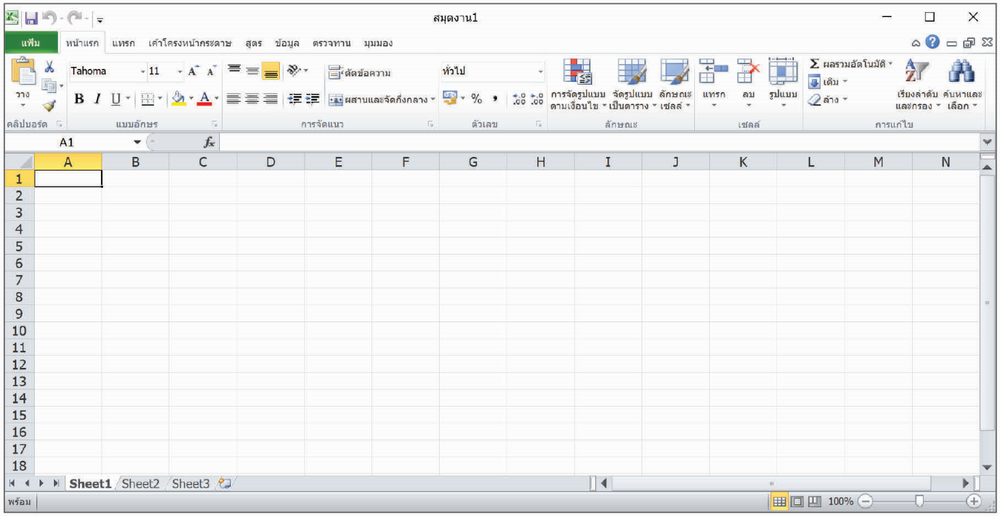 สมุดงาน1
แฟ้ม หน้าแรก แทรก เค้าโครงหน้ากระดาษ สูตร ข้อมูล ตรวจทาน มุมมอง
วาง
คลิปบอร์ด
Tahoma 11 A A
B I U A
แบบอักษร
ตัดข้อความ
ผสานและจัดกึ่งกลาง
การจัดแนว
ทั่วไป
% , .0 .00 .00 .0
ตัวเลข
การจัดรูปแบบ จัดรูปแบบ ลักษณะ
ตามเงื่อนไข เป็นตาราง เซลล์
ลักษณะ
แทรก ลบ รูปแบบ
เซลล์
Σ ผลรวมอัตโนมัติ
เติม
ล้าง
เรียงลำดับ ค้นหาและ
และกรอง เลือก
การแก้ไข
A1 fx
A B C D E F G H I J K L M N
1
2
3
4
5
6
7
8
9
10
11
12
13
14
15
16
17
18
Sheet1 Sheet2 Sheet3
พร้อม 100%